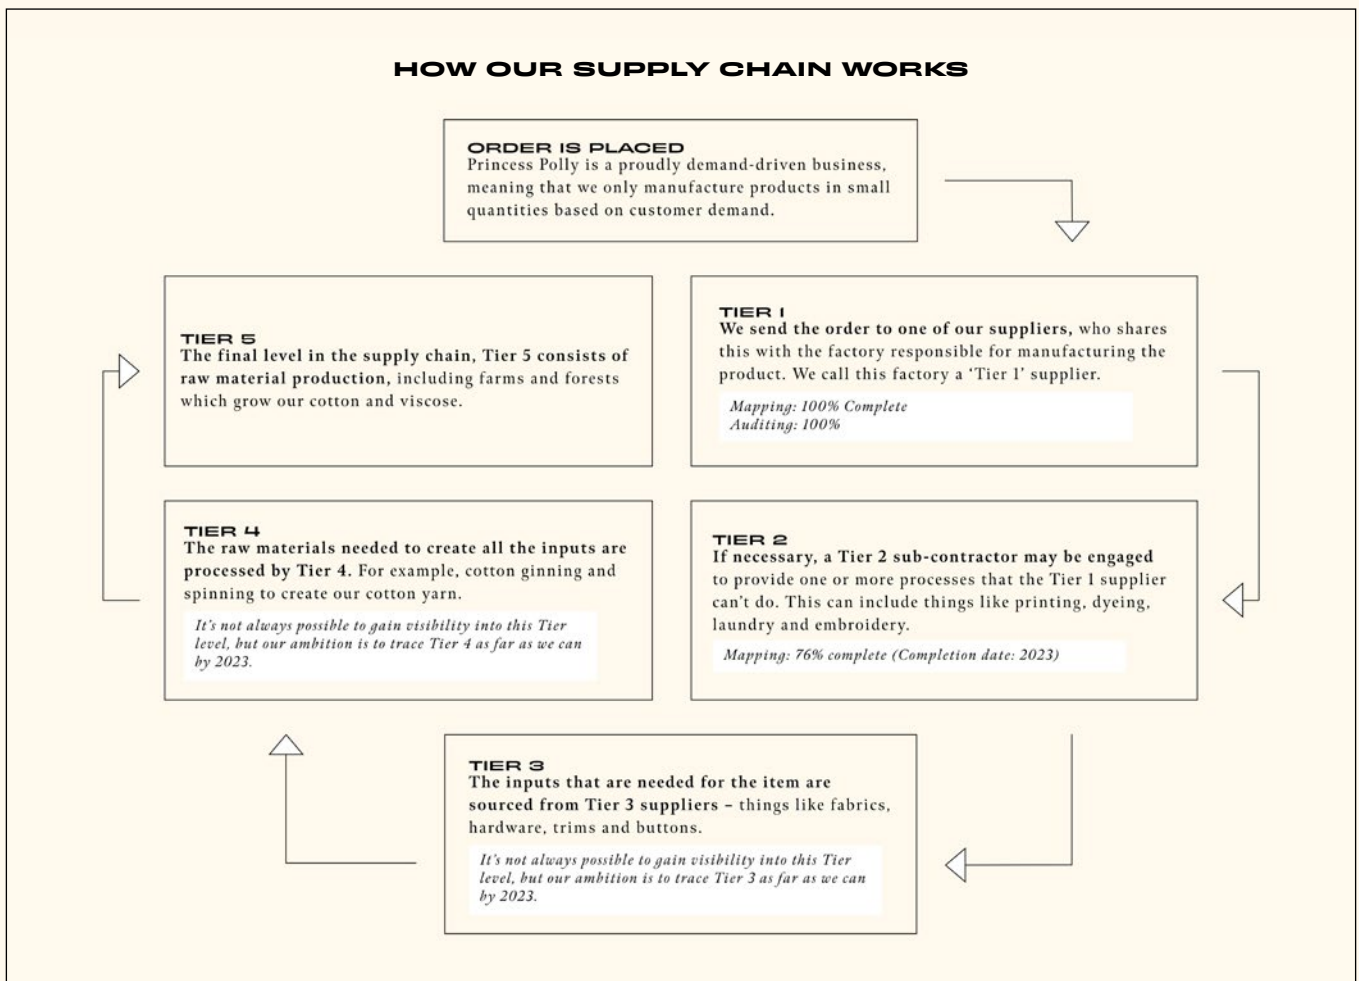 HOW OUR SUPPLY CHAIN WORKS
ORDER IS PLACED
Princess Polly is a proudly demand-driven business,
meaning that we only manufacture products in small
quantities based on customer demand.
TIER 1
We send the order to one of our suppliers, who shares
this with the factory responsible for manufacturing the
product. We call this factory a ‘Tier 1’ supplier.
Mapping: 100% Complete
Auditing: 100%
TIER 2
If necessary, a Tier 2 sub-contractor may be engaged
to provide one or more processes that the Tier 1 supplier
can’t do. This can include things like printing, dyeing,
laundry and embroidery.
Mapping: 76% complete (Completion date: 2023)
TIER 3
The inputs that are needed for the item are
sourced from Tier 3 suppliers – things like fabrics,
hardware, trims and buttons.
It’s not always possible to gain visibility into this Tier
level, but our ambition is to trace Tier 3 as far as we can
by 2023.
TIER 4
The raw materials needed to create all the inputs are
processed by Tier 4. For example, cotton ginning and
spinning to create our cotton yarn.
It’s not always possible to gain visibility into this Tier
level, but our ambition is to trace Tier 4 as far as we can
by 2023.
TIER 5
The final level in the supply chain, Tier 5 consists of
raw material production, including farms and forests
which grow our cotton and viscose.